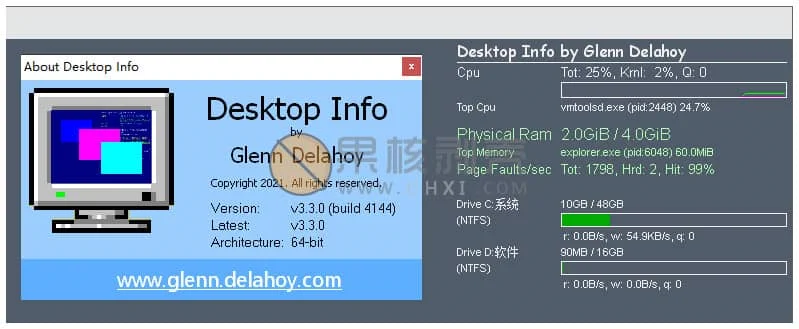 About Desktop Info
x
Desktop Info
by
Glenn Delahoy
Copyright 2021. All rights reserved.
Version: v3.3.0 (build 4144)
Latest: v3.3.0
Architecture: 64-bit
www.glenn.delahoy.com
Desktop Info by Glenn Delahoy
Cpu Tot: 25%, Krnl: 2%, Q: 0
Top Cpu vmtoolsd.exe (pid:2448) 24.7%
Physical Ram 2.0GiB / 4.0GiB
Top Memory explorer.exe (pid:6048) 60.0MiB
Page Faults/sec Tot: 1798, Hrd: 2, Hit: 99%
Drive C:系统 10GB / 48GB
(NTFS)
r: 0.0B/s, w: 54.9KB/s, q: 0
Drive D:软件 90MB / 16GB
(NTFS)
r: 0.0B/s, w: 0.0B/s, q: 0
果核剥壳
WWW.GHXI.COM